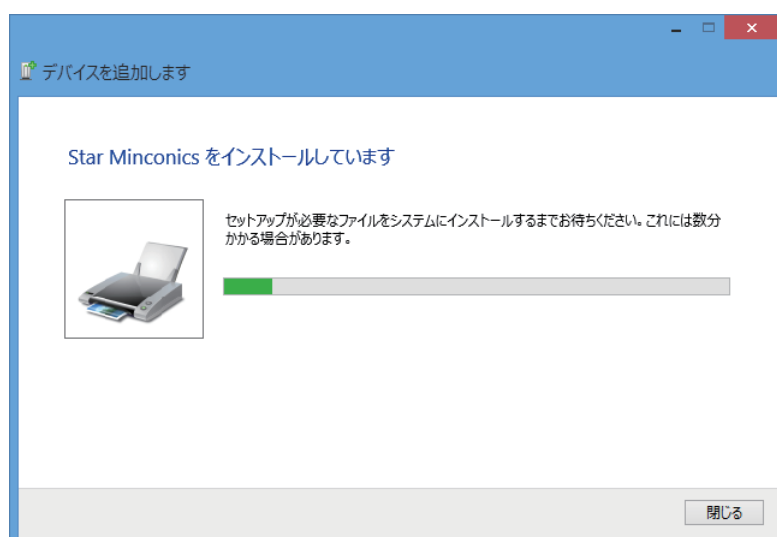 デバイスを追加します
Star Minconics をインストールしています
セットアップが必要なファイルをシステムにインストールするまでお待ちください。これには数分
かかる場合があります。
閉じる